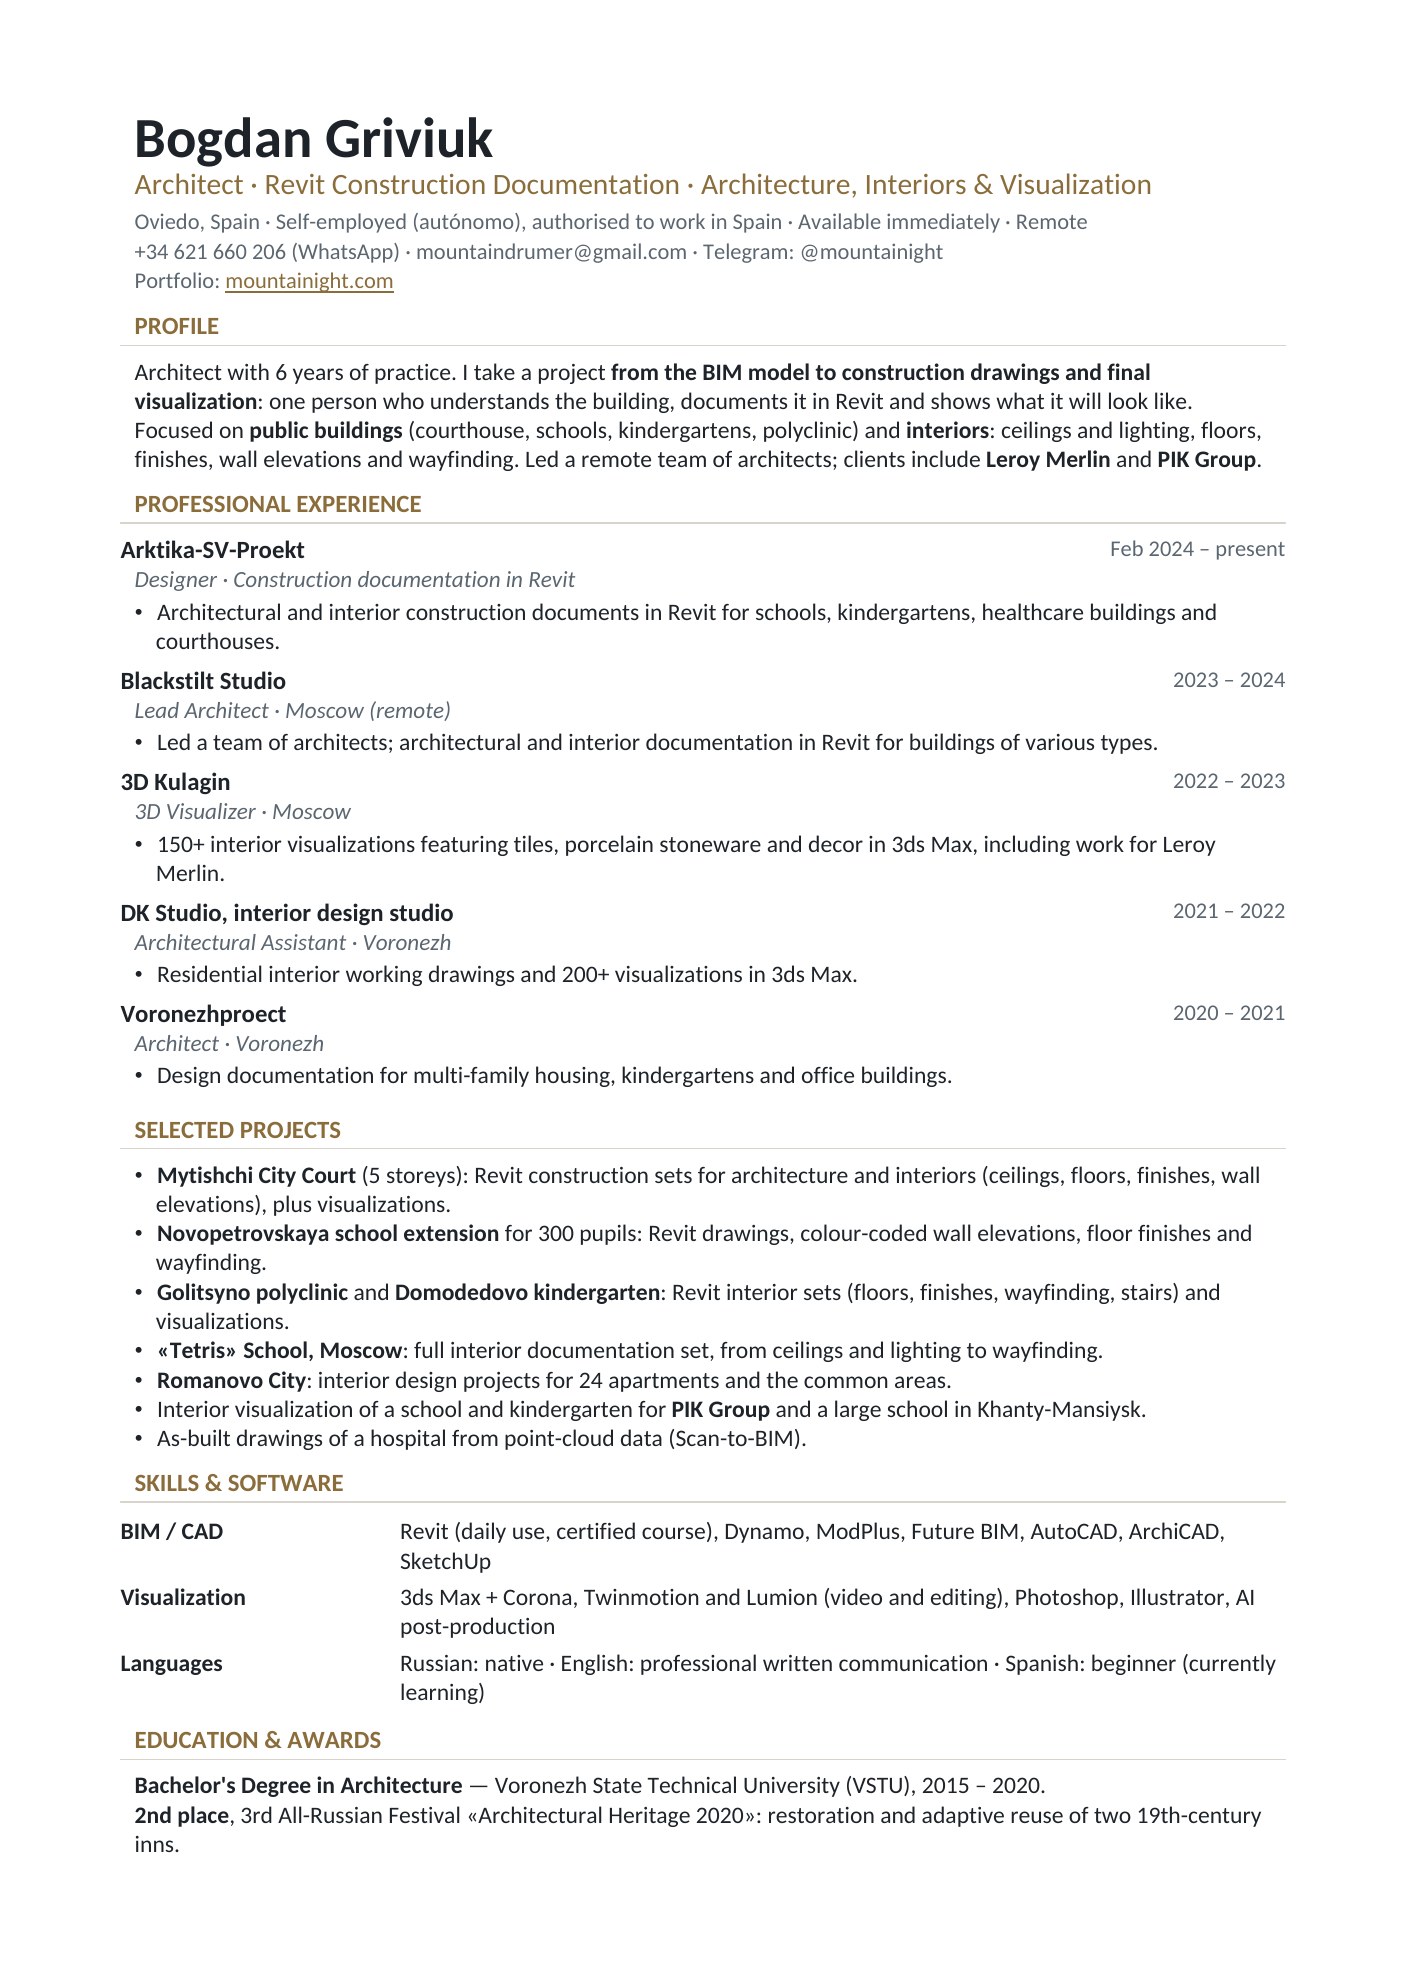 Bogdan Griviuk
Architect · Revit Construction Documentation · Architecture, Interiors & Visualization
Oviedo, Spain · Self-employed (autónomo), authorised to work in Spain · Available immediately · Remote
+34 621 660 206 (WhatsApp) · mountaindrumer@gmail.com · Telegram: @mountainight
Portfolio: mountainight.com
PROFILE
Architect with 6 years of practice. I take a project from the BIM model to construction drawings and final
visualization: one person who understands the building, documents it in Revit and shows what it will look like.
Focused on public buildings (courthouse, schools, kindergartens, polyclinic) and interiors: ceilings and lighting, floors,
finishes, wall elevations and wayfinding. Led a remote team of architects; clients include Leroy Merlin and PIK Group.
PROFESSIONAL EXPERIENCE
Arktika-SV-Proekt Feb 2024 – present
Designer · Construction documentation in Revit
• Architectural and interior construction documents in Revit for schools, kindergartens, healthcare buildings and
courthouses.
Blackstilt Studio 2023 – 2024
Lead Architect · Moscow (remote)
• Led a team of architects; architectural and interior documentation in Revit for buildings of various types.
3D Kulagin 2022 – 2023
3D Visualizer · Moscow
• 150+ interior visualizations featuring tiles, porcelain stoneware and decor in 3ds Max, including work for Leroy
Merlin.
DK Studio, interior design studio 2021 – 2022
Architectural Assistant · Voronezh
• Residential interior working drawings and 200+ visualizations in 3ds Max.
Voronezhproect 2020 – 2021
Architect · Voronezh
• Design documentation for multi-family housing, kindergartens and office buildings.
SELECTED PROJECTS
• Mytishchi City Court (5 storeys): Revit construction sets for architecture and interiors (ceilings, floors, finishes, wall
elevations), plus visualizations.
• Novopetrovskaya school extension for 300 pupils: Revit drawings, colour-coded wall elevations, floor finishes and
wayfinding.
• Golitsyno polyclinic and Domodedovo kindergarten: Revit interior sets (floors, finishes, wayfinding, stairs) and
visualizations.
• «Tetris» School, Moscow: full interior documentation set, from ceilings and lighting to wayfinding.
• Romanovo City: interior design projects for 24 apartments and the common areas.
• Interior visualization of a school and kindergarten for PIK Group and a large school in Khanty-Mansiysk.
• As-built drawings of a hospital from point-cloud data (Scan-to-BIM).
SKILLS & SOFTWARE
BIM / CAD Revit (daily use, certified course), Dynamo, ModPlus, Future BIM, AutoCAD, ArchiCAD,
SketchUp
Visualization 3ds Max + Corona, Twinmotion and Lumion (video and editing), Photoshop, Illustrator, AI
post-production
Languages Russian: native · English: professional written communication · Spanish: beginner (currently
learning)
EDUCATION & AWARDS
Bachelor's Degree in Architecture — Voronezh State Technical University (VSTU), 2015 – 2020.
2nd place, 3rd All-Russian Festival «Architectural Heritage 2020»: restoration and adaptive reuse of two 19th-century
inns.